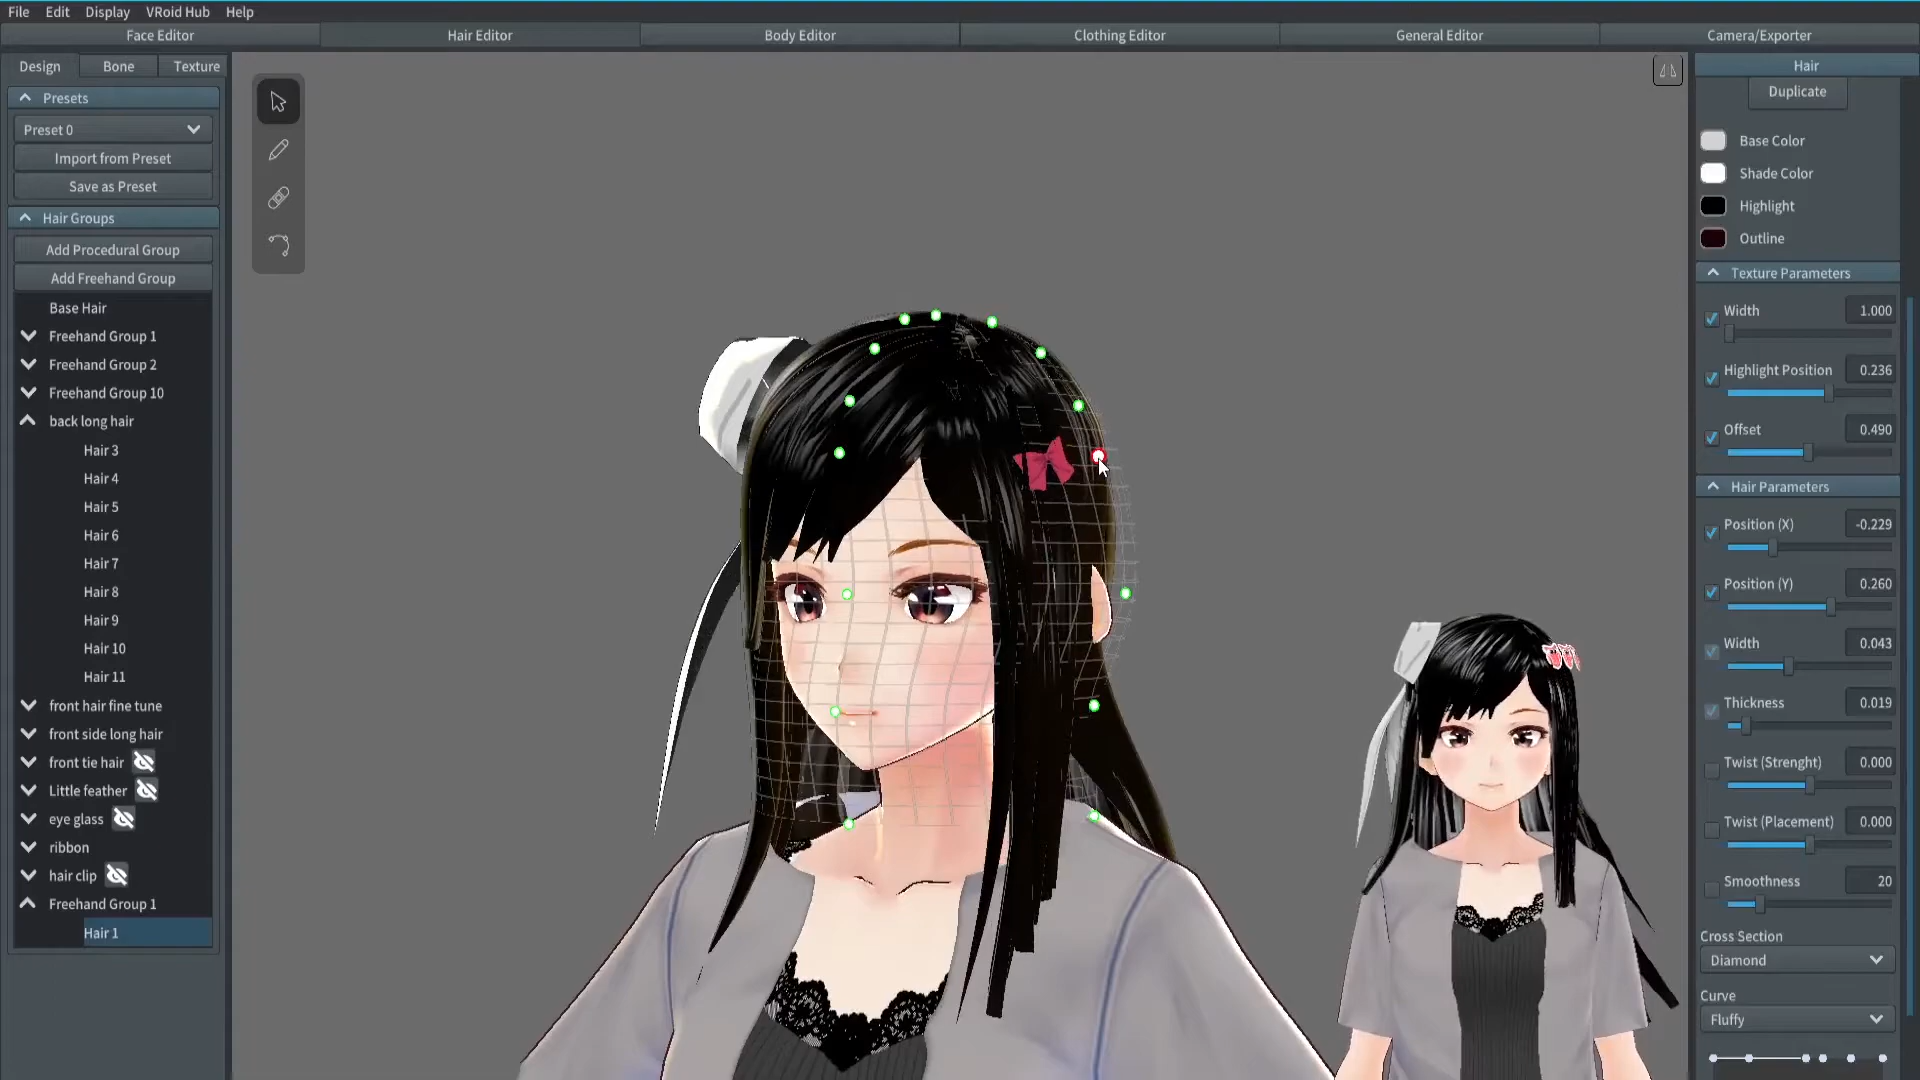 File Edit Display VRoid Hub Help
Face Editor Hair Editor Body Editor Clothing Editor General Editor Camera/Exporter
Design Bone Texture
Presets
Preset 0
Import from Preset
Save as Preset
Hair Groups
Add Procedural Group
Add Freehand Group
Base Hair
Freehand Group 1
Freehand Group 2
Freehand Group 10
back long hair
Hair 3
Hair 4
Hair 5
Hair 6
Hair 7
Hair 8
Hair 9
Hair 10
Hair 11
front hair fine tune
front side long hair
front tie hair
Little feather
eye glass
ribbon
hair clip
Freehand Group 1
Hair 1
Hair
Duplicate
Base Color
Shade Color
Highlight
Outline
Texture Parameters
Width 1.000
Highlight Position 0.236
Offset 0.490
Hair Parameters
Position (X) -0.229
Position (Y) 0.260
Width 0.043
Thickness 0.019
Twist (Strenght) 0.000
Twist (Placement) 0.000
Smoothness 20
Cross Section
Diamond
Curve
Fluffy